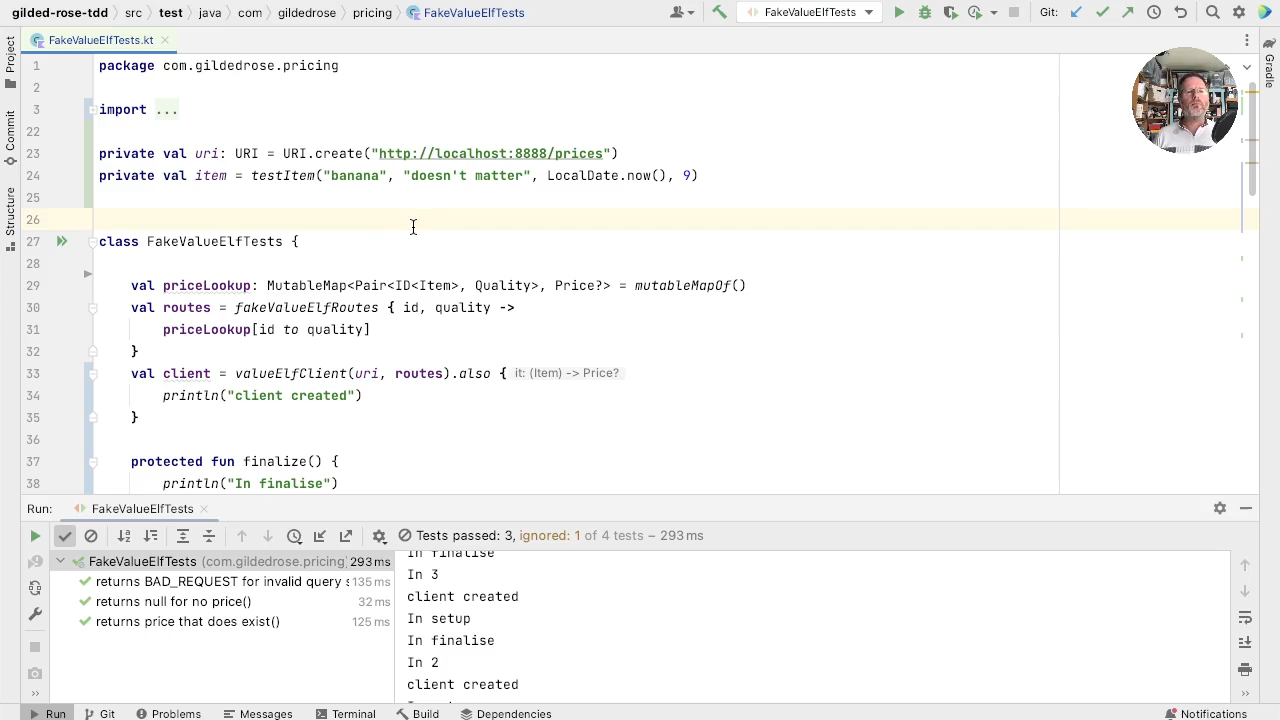 gilded-rose-tdd › src › test › java › com › gildedrose › pricing › FakeValueElfTests
FakeValueElfTests
Git:
FakeValueElfTests.kt
Project
Commit
Structure
Gradle
1 package com.gildedrose.pricing
2
3 import ...
22
23 private val uri: URI = URI.create("http://localhost:8888/prices")
24 private val item = testItem("banana", "doesn't matter", LocalDate.now(), 9)
25
26
27 class FakeValueElfTests {
28
29 val priceLookup: MutableMap<Pair<ID<Item>, Quality>, Price?> = mutableMapOf()
30 val routes = fakeValueElfRoutes { id, quality ->
31 priceLookup[id to quality]
32 }
33 val client = valueElfClient(uri, routes).also { it: (Item) -> Price?
34 println("client created")
35 }
36
37 protected fun finalize() {
38 println("In finalise")
Run: FakeValueElfTests
Tests passed: 3, ignored: 1 of 4 tests – 293 ms
FakeValueElfTests (com.gildedrose.pricing) 293 ms
returns BAD_REQUEST for invalid query s 135 ms
returns null for no price() 32 ms
returns price that does exist() 125 ms
In finalise
In 3
client created
In setup
In finalise
In 2
client created
Run
Git
Problems
Messages
Terminal
Build
Dependencies
Notifications